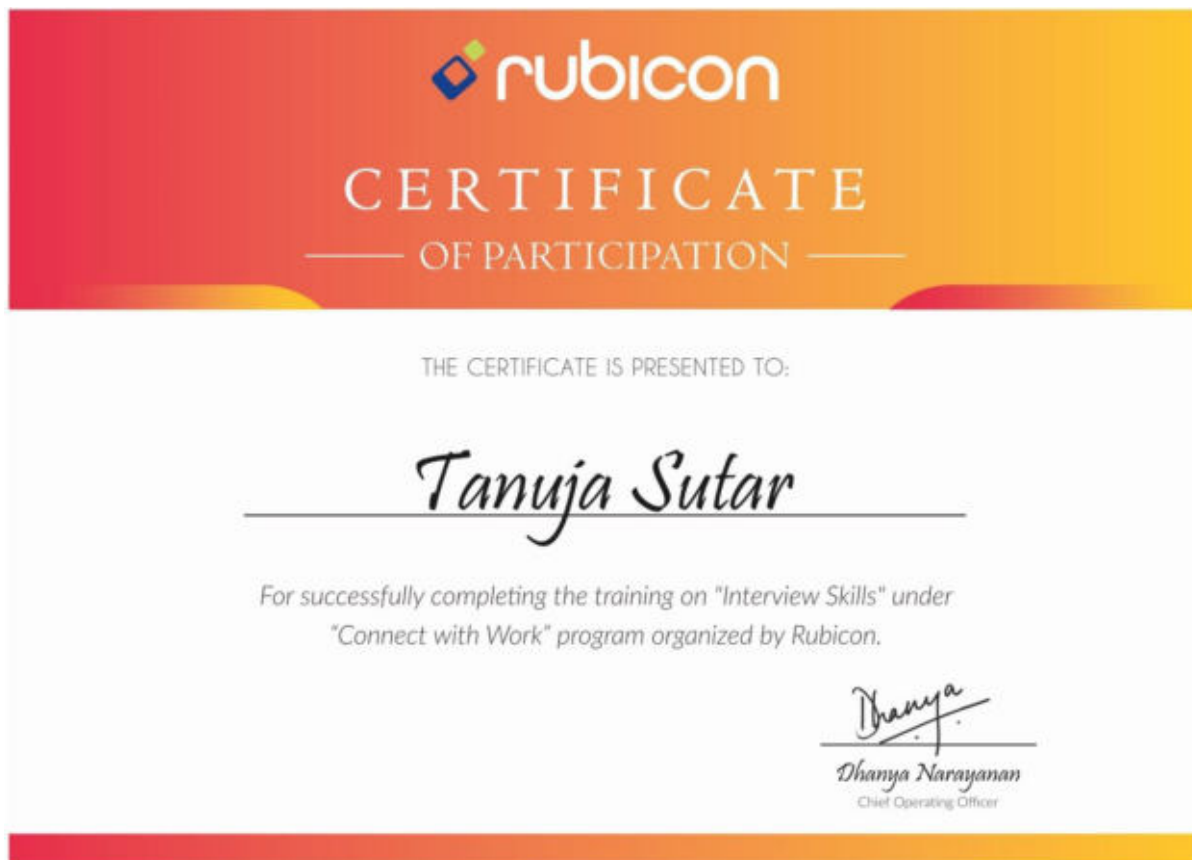 rubicon
CERTIFICATE
OF PARTICIPATION
THE CERTIFICATE IS PRESENTED TO:
Tanuja Sutar
For successfully completing the training on "Interview Skills" under
"Connect with Work" program organized by Rubicon.
Dhanya
Dhanya Narayanan
Chief Operating Officer